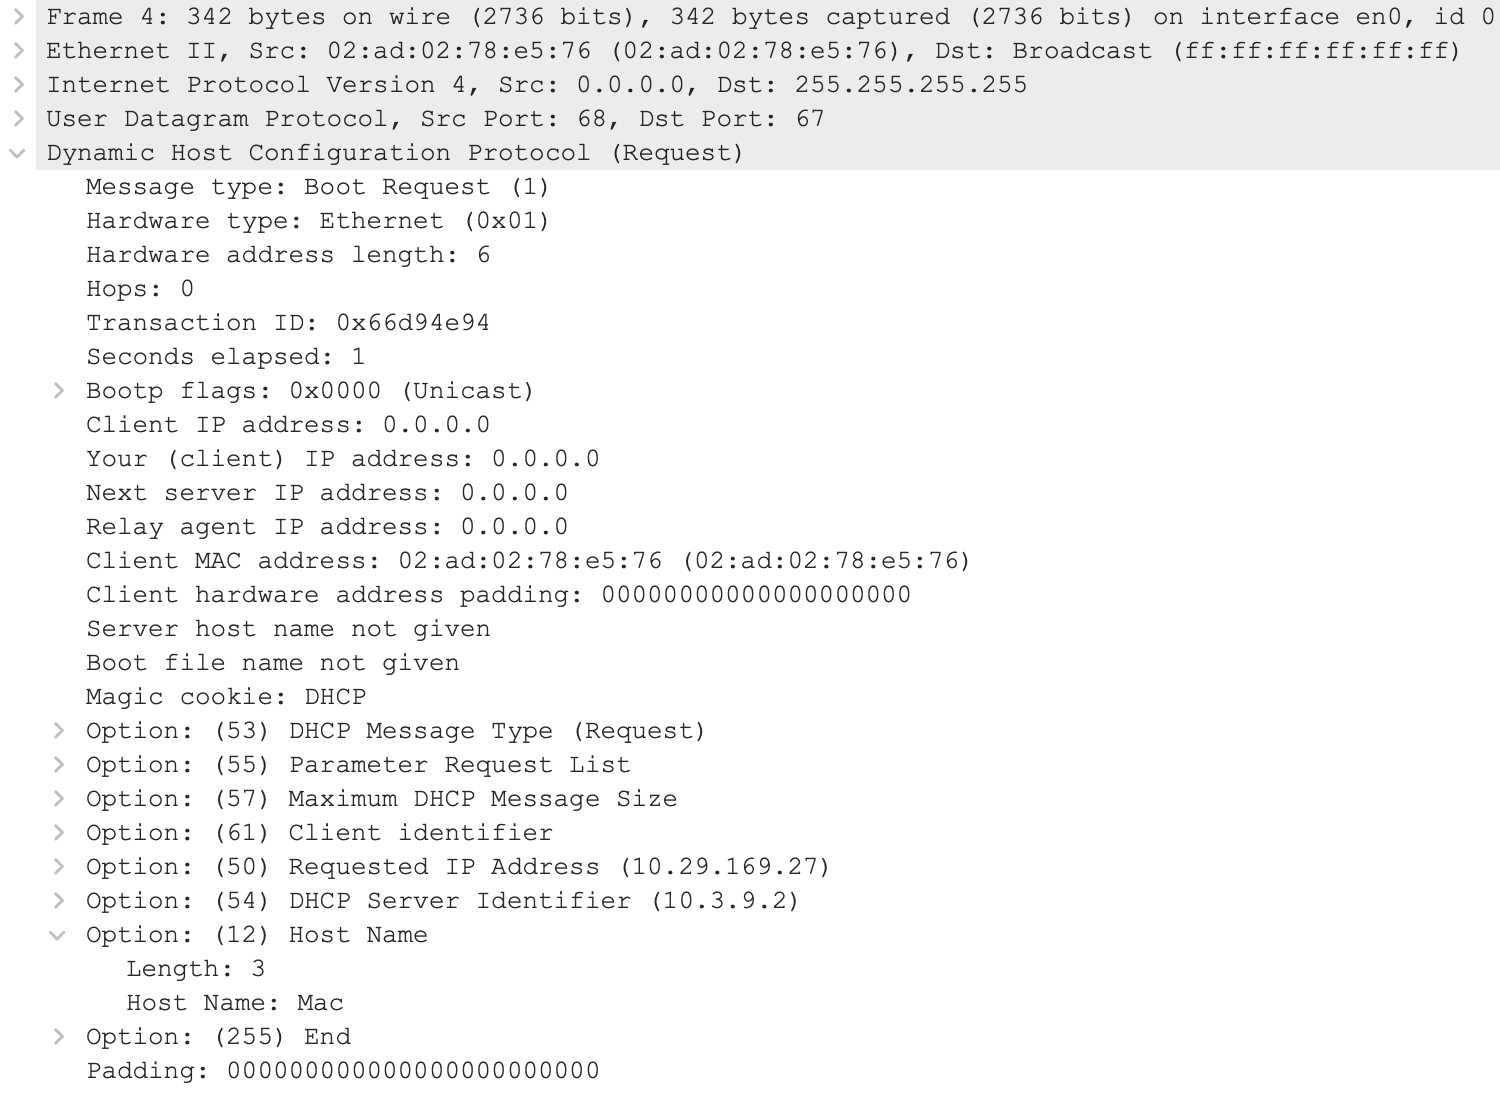 Frame 4: 342 bytes on wire (2736 bits), 342 bytes captured (2736 bits) on interface en0, id 0
Ethernet II, Src: 02:ad:02:78:e5:76 (02:ad:02:78:e5:76), Dst: Broadcast (ff:ff:ff:ff:ff:ff)
Internet Protocol Version 4, Src: 0.0.0.0, Dst: 255.255.255.255
User Datagram Protocol, Src Port: 68, Dst Port: 67
Dynamic Host Configuration Protocol (Request)
Message type: Boot Request (1)
Hardware type: Ethernet (0x01)
Hardware address length: 6
Hops: 0
Transaction ID: 0x66d94e94
Seconds elapsed: 1
Bootp flags: 0x0000 (Unicast)
Client IP address: 0.0.0.0
Your (client) IP address: 0.0.0.0
Next server IP address: 0.0.0.0
Relay agent IP address: 0.0.0.0
Client MAC address: 02:ad:02:78:e5:76 (02:ad:02:78:e5:76)
Client hardware address padding: 00000000000000000000
Server host name not given
Boot file name not given
Magic cookie: DHCP
Option: (53) DHCP Message Type (Request)
Option: (55) Parameter Request List
Option: (57) Maximum DHCP Message Size
Option: (61) Client identifier
Option: (50) Requested IP Address (10.29.169.27)
Option: (54) DHCP Server Identifier (10.3.9.2)
Option: (12) Host Name
Length: 3
Host Name: Mac
Option: (255) End
Padding: 000000000000000000000000